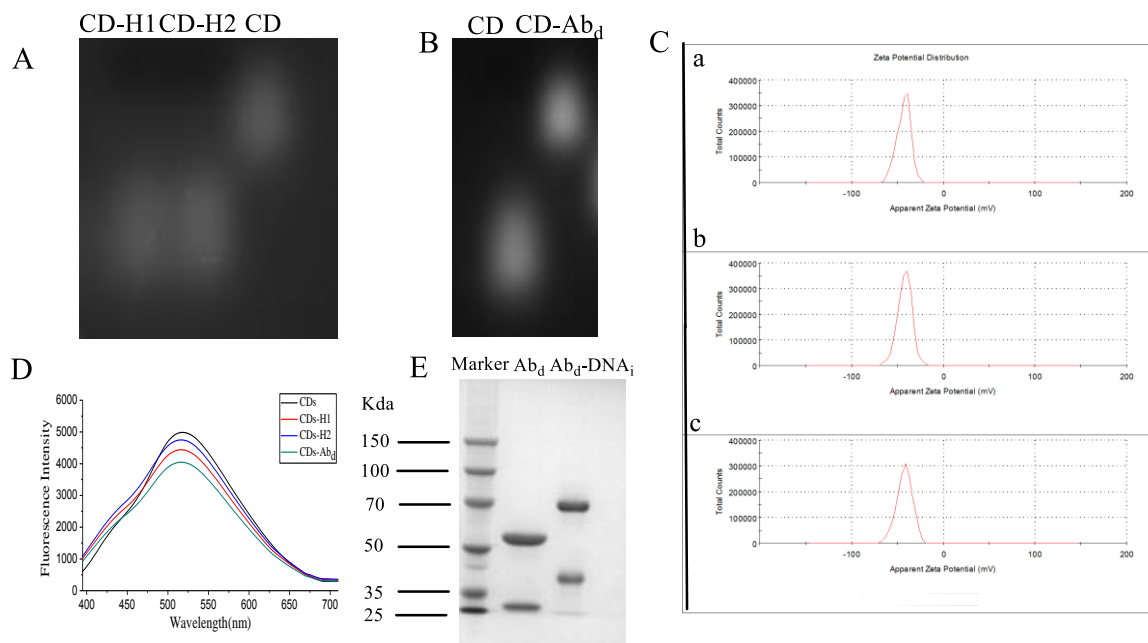 CD-H1 CD-H2 CD
A
CD CD-Abd
B
C
a
Zeta Potential Distribution
Total Counts
400000
300000
200000
100000
0
-100 0 100 200
Apparent Zeta Potential (mV)
b
Total Counts
400000
300000
200000
100000
0
-100 0 100 200
Apparent Zeta Potential (mV)
c
Total Counts
400000
300000
200000
100000
0
-100 0 100 200
Apparent Zeta Potential (mV)
D
Fluorescence Intensity
6000
5000
4000
3000
2000
1000
0
400 450 500 550 600 650 700
Wavelength(nm)
CDs
CDs-H1
CDs-H2
CDs-Abd
E
Marker Abd Abd-DNAi
Kda
150
100
70
50
35
25